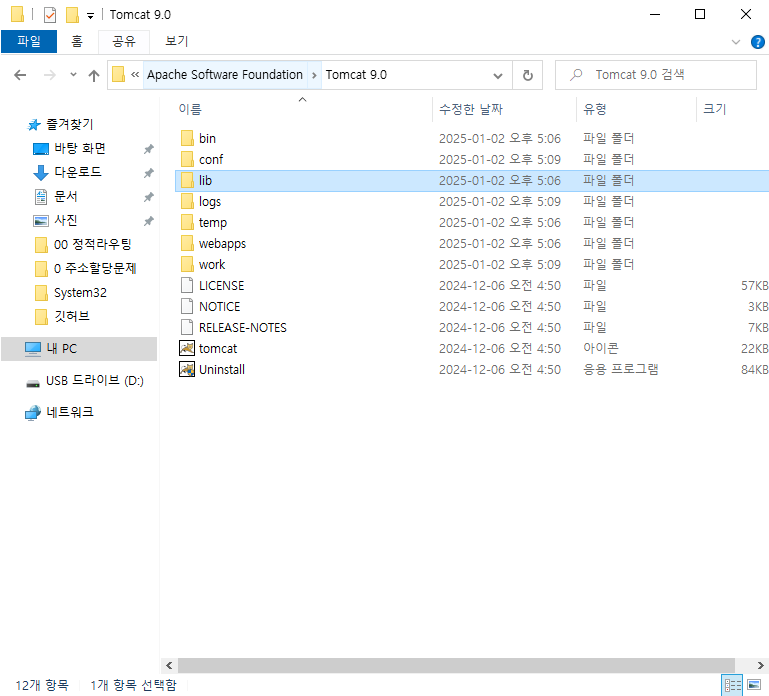 Tomcat 9.0
파일 홈 공유 보기
« Apache Software Foundation > Tomcat 9.0 Tomcat 9.0 검색
이름 수정한 날짜 유형 크기
즐겨찾기
바탕 화면
다운로드
문서
사진
00 정적라우팅
0 주소할당문제
System32
깃허브
내 PC
USB 드라이브 (D:)
네트워크
bin 2025-01-02 오후 5:06 파일 폴더
conf 2025-01-02 오후 5:09 파일 폴더
lib 2025-01-02 오후 5:06 파일 폴더
logs 2025-01-02 오후 5:09 파일 폴더
temp 2025-01-02 오후 5:06 파일 폴더
webapps 2025-01-02 오후 5:06 파일 폴더
work 2025-01-02 오후 5:09 파일 폴더
LICENSE 2024-12-06 오전 4:50 파일 57KB
NOTICE 2024-12-06 오전 4:50 파일 3KB
RELEASE-NOTES 2024-12-06 오전 4:50 파일 7KB
tomcat 2024-12-06 오전 4:50 아이콘 22KB
Uninstall 2024-12-06 오전 4:50 응용 프로그램 84KB
12개 항목 1개 항목 선택함